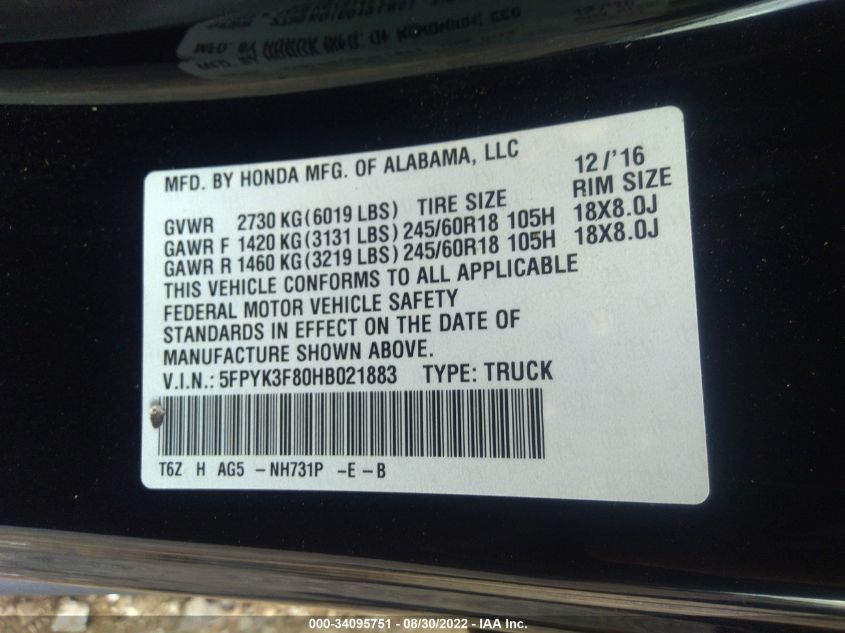 MFD. BY HONDA MFG. OF ALABAMA, LLC 12/'16
GVWR 2730 KG(6019 LBS) TIRE SIZE RIM SIZE
GAWR F 1420 KG(3131 LBS) 245/60R18 105H 18X8.0J
GAWR R 1460 KG(3219 LBS) 245/60R18 105H 18X8.0J
THIS VEHICLE CONFORMS TO ALL APPLICABLE
FEDERAL MOTOR VEHICLE SAFETY
STANDARDS IN EFFECT ON THE DATE OF
MANUFACTURE SHOWN ABOVE.
V.I.N.: 5FPYK3F80HB021883 TYPE: TRUCK
T6Z H AG5 -NH731P -E-B
000-34095751 - 08/30/2022 - IAA Inc.